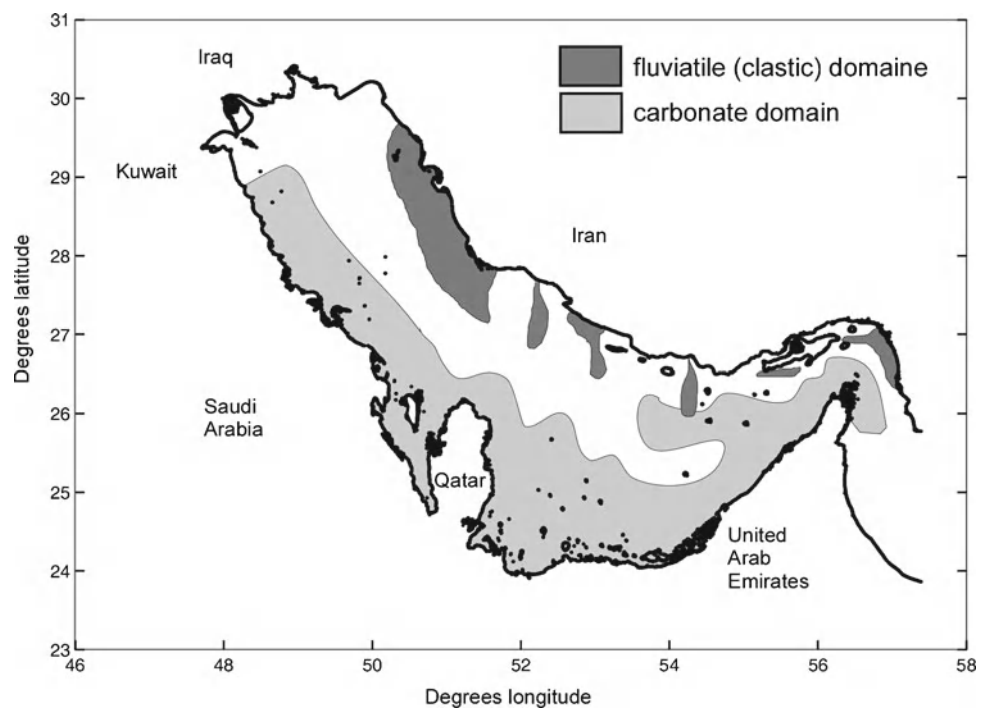 31
30
29
28
27
26
25
24
23
Degrees latitude
Iraq
fluviatile (clastic) domaine
carbonate domain
Kuwait
Iran
Saudi
Arabia
Qatar
United
Arab
Emirates
46
48
50
52
54
56
58
Degrees longitude